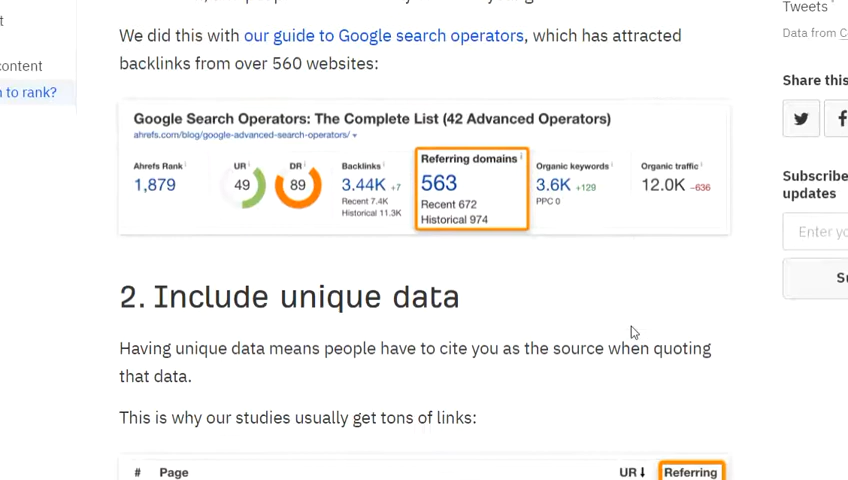 Tweets
Data from
content
n to rank?
We did this with our guide to Google search operators, which has attracted
backlinks from over 560 websites:
Google Search Operators: The Complete List (42 Advanced Operators)
ahrefs.com/blog/google-advanced-search-operators/
Ahrefs Rank UR DR Backlinks Referring domains Organic keywords Organic traffic
1,879 49 89 3.44K +7 563 3.6K +129 12.0K -636
Recent 7.4K Recent 672 PPC 0
Historical 11.3K Historical 974
Share this
Subscribe
updates
Enter yo
Su
2. Include unique data
Having unique data means people have to cite you as the source when quoting
that data.
This is why our studies usually get tons of links:
# Page UR Referring